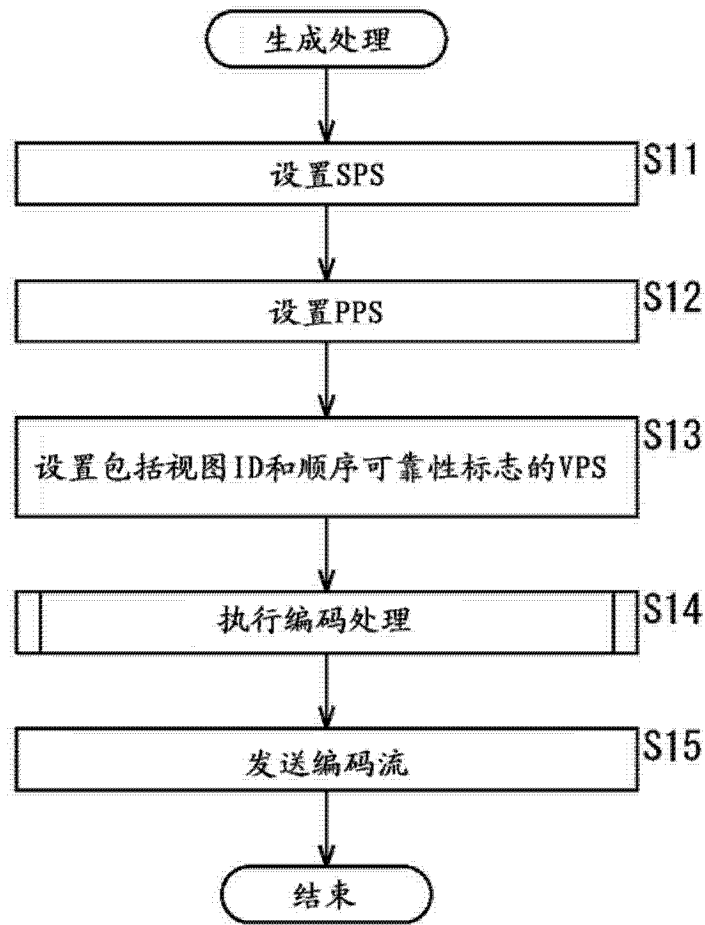 生成处理
设置SPS
S11
设置PPS
S12
设置包括视图ID和顺序可靠性标志的VPS
S13
执行编码处理
S14
发送编码流
S15
结束